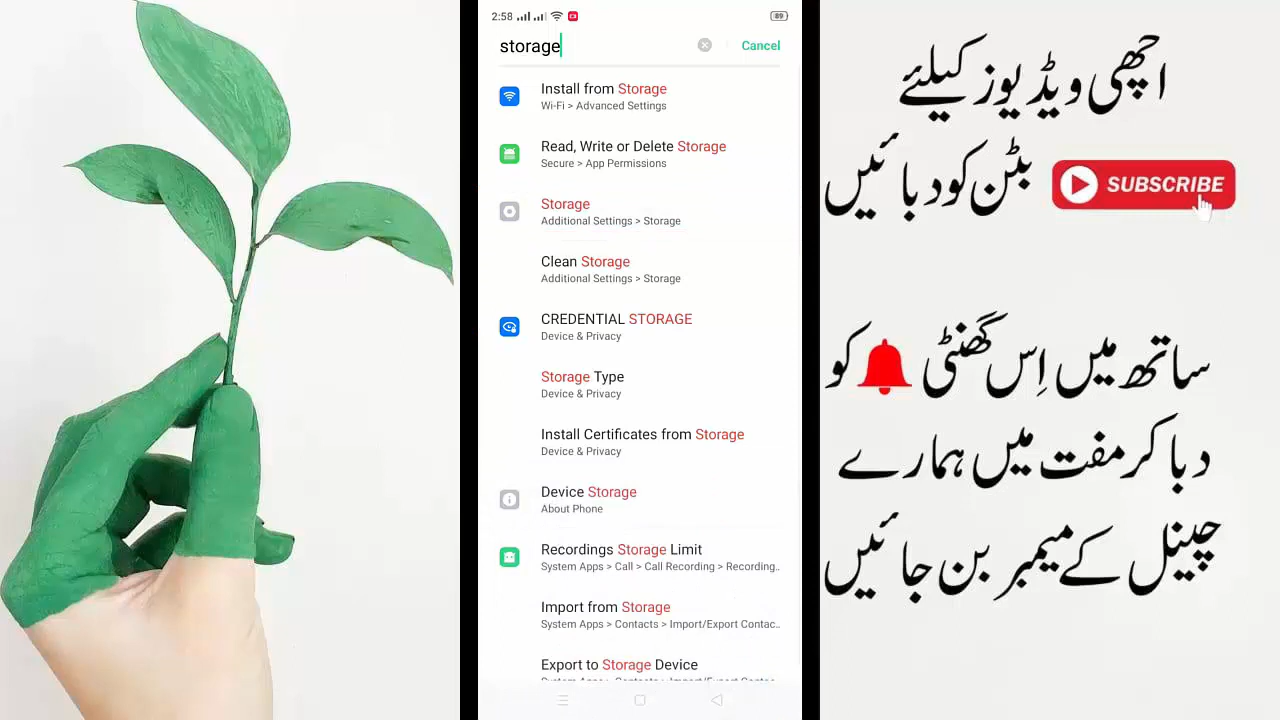 2:58
89
storage
Cancel
Install from Storage
Wi-Fi > Advanced Settings
Read, Write or Delete Storage
Secure > App Permissions
Storage
Additional Settings > Storage
Clean Storage
Additional Settings > Storage
CREDENTIAL STORAGE
Device & Privacy
Storage Type
Device & Privacy
Install Certificates from Storage
Device & Privacy
Device Storage
About Phone
Recordings Storage Limit
System Apps > Call > Call Recording > Recording..
Import from Storage
System Apps > Contacts > Import/Export Contac..
Export to Storage Device
اچھی ویڈیوز کیلئے
بٹن کو دبائیں
SUBSCRIBE
ساتھ میں اِس گھنٹی کو
دبا کر مفت میں ہمارے
چینل کے میمبر بن جائیں